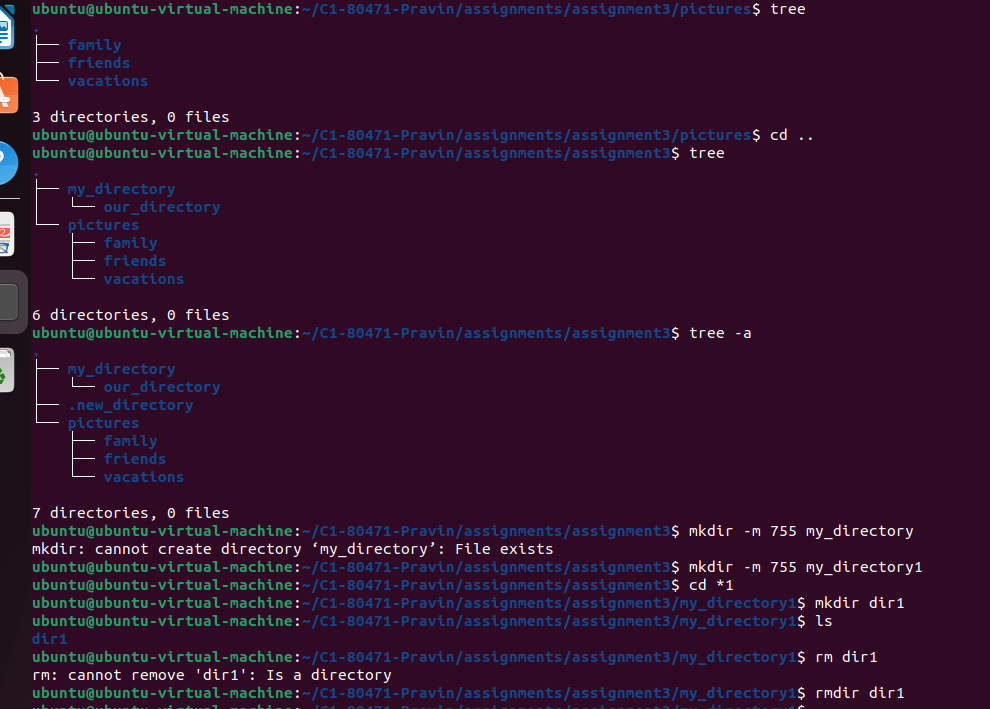 ubuntu@ubuntu-virtual-machine:~/C1-80471-Pravin/assignments/assignment3/pictures$ tree
.
├── family
├── friends
└── vacations
3 directories, 0 files
ubuntu@ubuntu-virtual-machine:~/C1-80471-Pravin/assignments/assignment3/pictures$ cd ..
ubuntu@ubuntu-virtual-machine:~/C1-80471-Pravin/assignments/assignment3$ tree
.
├── my_directory
│   └── our_directory
└── pictures
    ├── family
    ├── friends
    └── vacations
6 directories, 0 files
ubuntu@ubuntu-virtual-machine:~/C1-80471-Pravin/assignments/assignment3$ tree -a
.
├── my_directory
│   └── our_directory
├── .new_directory
└── pictures
    ├── family
    ├── friends
    └── vacations
7 directories, 0 files
ubuntu@ubuntu-virtual-machine:~/C1-80471-Pravin/assignments/assignment3$ mkdir -m 755 my_directory
mkdir: cannot create directory ‘my_directory’: File exists
ubuntu@ubuntu-virtual-machine:~/C1-80471-Pravin/assignments/assignment3$ mkdir -m 755 my_directory1
ubuntu@ubuntu-virtual-machine:~/C1-80471-Pravin/assignments/assignment3$ cd *1
ubuntu@ubuntu-virtual-machine:~/C1-80471-Pravin/assignments/assignment3/my_directory1$ mkdir dir1
ubuntu@ubuntu-virtual-machine:~/C1-80471-Pravin/assignments/assignment3/my_directory1$ ls
dir1
ubuntu@ubuntu-virtual-machine:~/C1-80471-Pravin/assignments/assignment3/my_directory1$ rm dir1
rm: cannot remove 'dir1': Is a directory
ubuntu@ubuntu-virtual-machine:~/C1-80471-Pravin/assignments/assignment3/my_directory1$ rmdir dir1